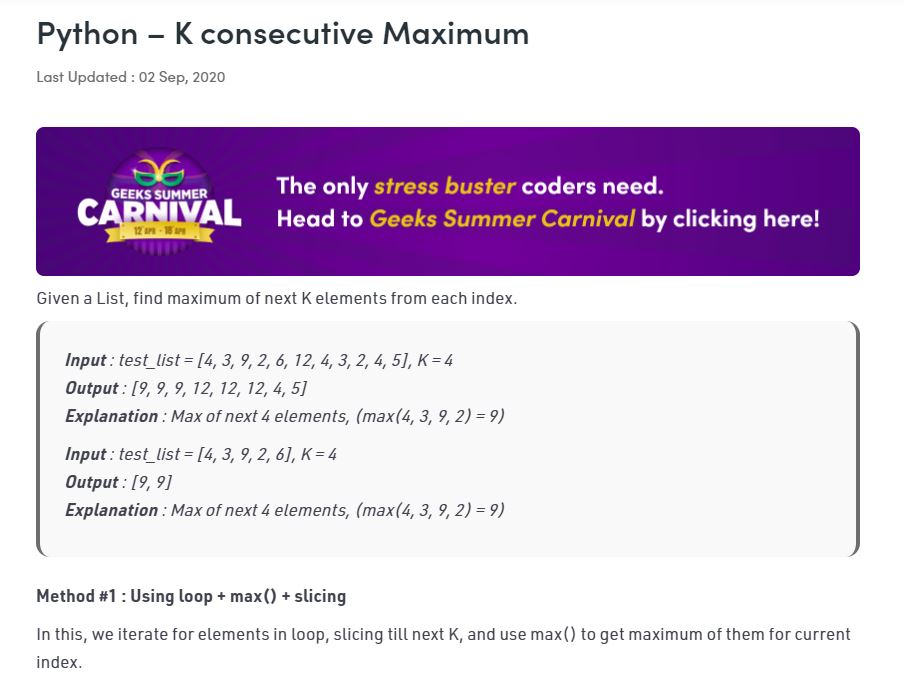 Python – K consecutive Maximum
Last Updated : 02 Sep, 2020
GEEKS SUMMER
CARNIVAL
12 APR - 18 APR
The only stress buster coders need.
Head to Geeks Summer Carnival by clicking here!
Given a List, find maximum of next K elements from each index.
Input : test_list = [4, 3, 9, 2, 6, 12, 4, 3, 2, 4, 5], K = 4
Output : [9, 9, 9, 12, 12, 12, 4, 5]
Explanation : Max of next 4 elements, (max(4, 3, 9, 2) = 9)
Input : test_list = [4, 3, 9, 2, 6], K = 4
Output : [9, 9]
Explanation : Max of next 4 elements, (max(4, 3, 9, 2) = 9)
Method #1 : Using loop + max() + slicing
In this, we iterate for elements in loop, slicing till next K, and use max() to get maximum of them for current
index.